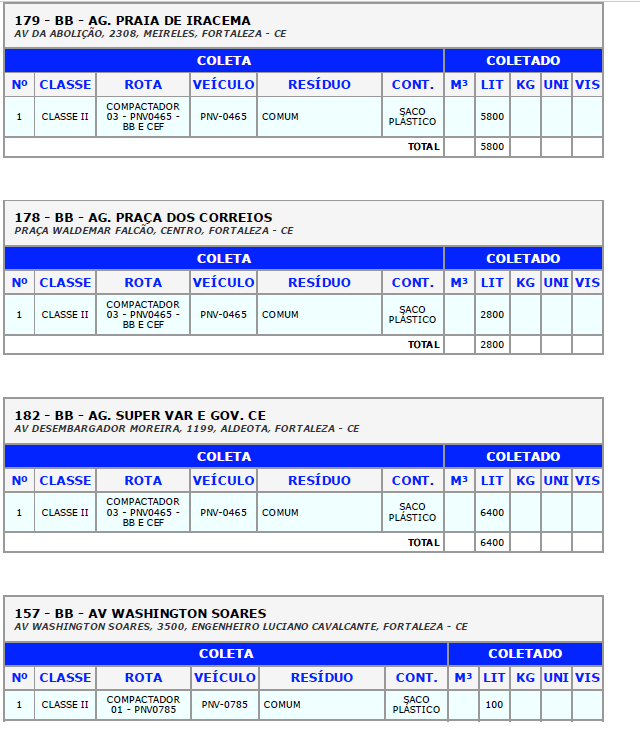 179 - BB - AG. PRAIA DE IRACEMA
AV DA ABOLIÇÃO, 2308, MEIRELES, FORTALEZA - CE
COLETA COLETADO
Nº CLASSE ROTA VEÍCULO RESÍDUO CONT. M³ LIT KG UNI VIS
1 CLASSE II COMPACTADOR 03 - PNV0465 - BB E CEF PNV-0465 COMUM SACO PLÁSTICO 5800
TOTAL 5800
178 - BB - AG. PRAÇA DOS CORREIOS
PRAÇA WALDEMAR FALCÃO, CENTRO, FORTALEZA - CE
COLETA COLETADO
Nº CLASSE ROTA VEÍCULO RESÍDUO CONT. M³ LIT KG UNI VIS
1 CLASSE II COMPACTADOR 03 - PNV0465 - BB E CEF PNV-0465 COMUM SACO PLÁSTICO 2800
TOTAL 2800
182 - BB - AG. SUPER VAR E GOV. CE
AV DESEMBARGADOR MOREIRA, 1199, ALDEOTA, FORTALEZA - CE
COLETA COLETADO
Nº CLASSE ROTA VEÍCULO RESÍDUO CONT. M³ LIT KG UNI VIS
1 CLASSE II COMPACTADOR 03 - PNV0465 - BB E CEF PNV-0465 COMUM SACO PLÁSTICO 6400
TOTAL 6400
157 - BB - AV WASHINGTON SOARES
AV WASHINGTON SOARES, 3500, ENGENHEIRO LUCIANO CAVALCANTE, FORTALEZA - CE
COLETA COLETADO
Nº CLASSE ROTA VEÍCULO RESÍDUO CONT. M³ LIT KG UNI VIS
1 CLASSE II COMPACTADOR 01 - PNV0785 PNV-0785 COMUM SACO PLÁSTICO 100